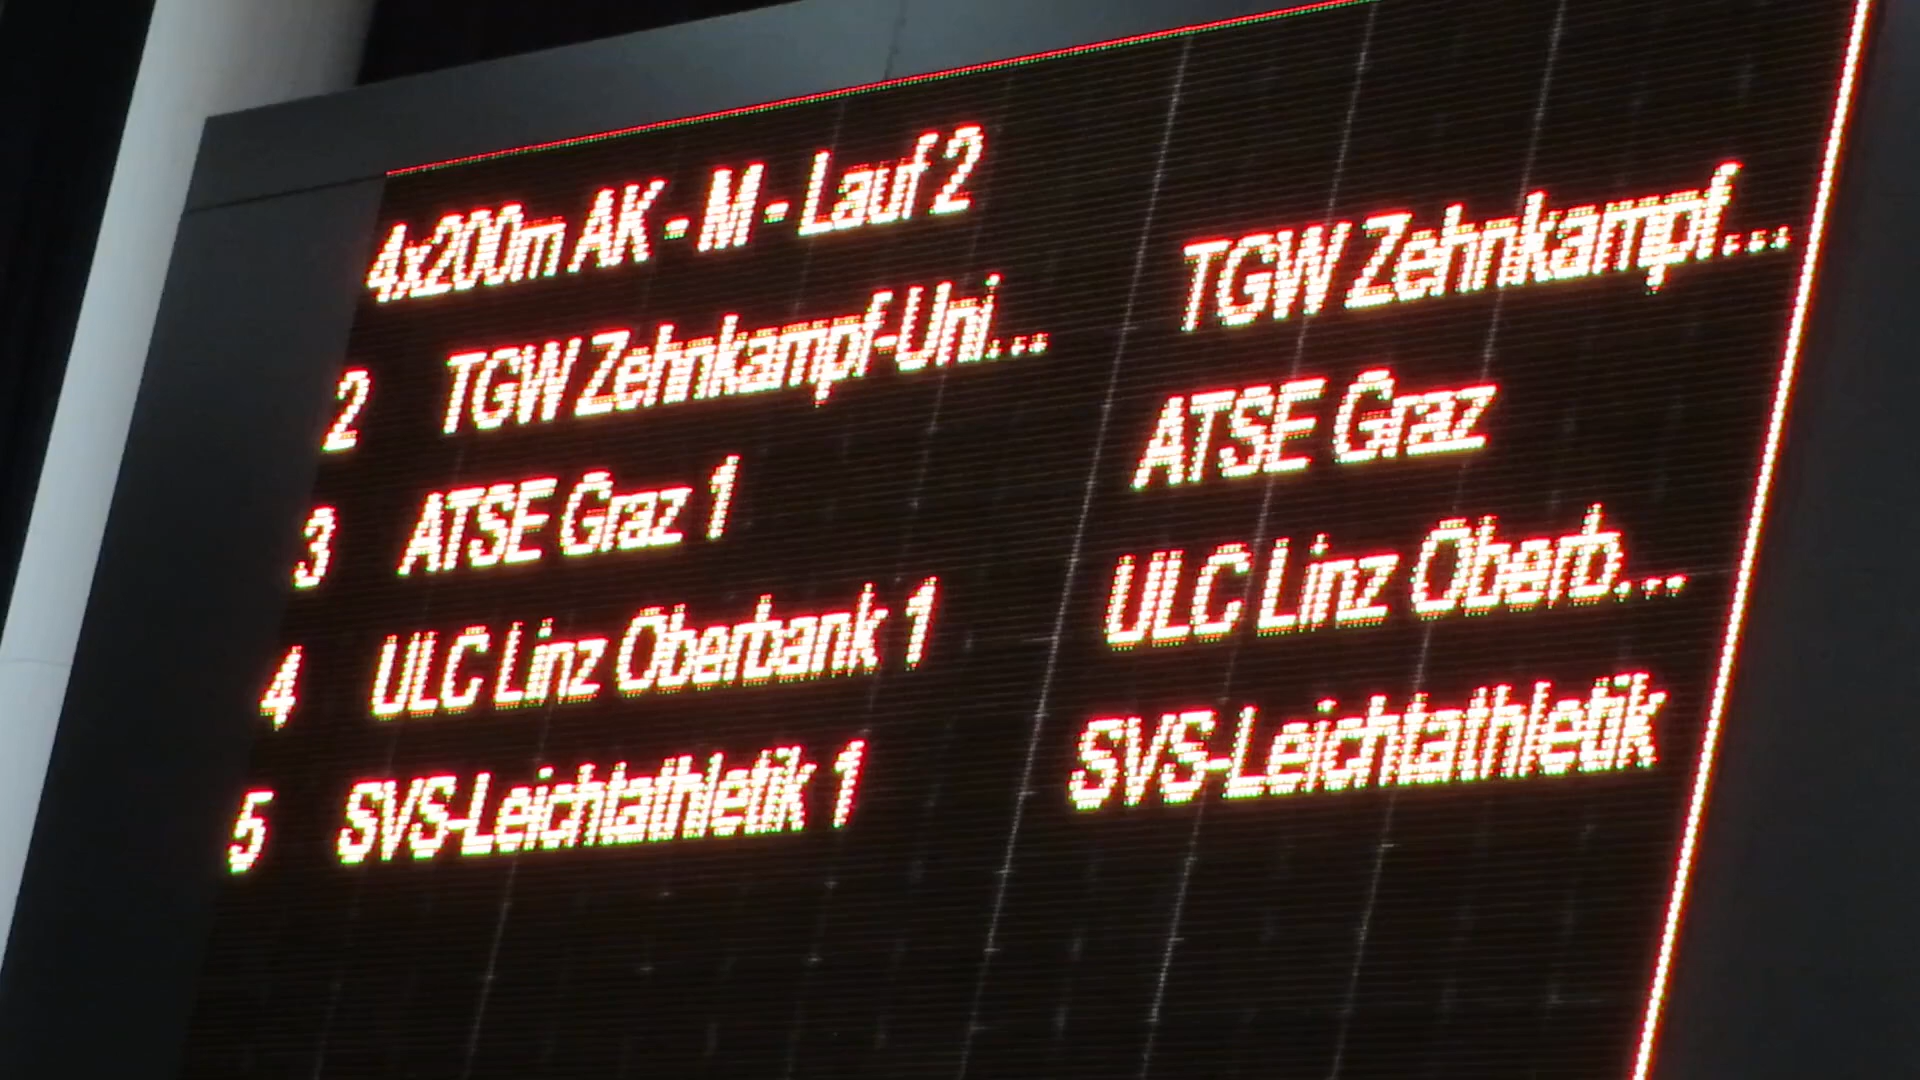 4x200m AK - M - Lauf 2
2 TGW Zehnkampf-Uni... TGW Zehnkampf...
3 ATSE Graz 1 ATSE Graz
4 ULC Linz Oberbank 1 ULC Linz Oberb...
5 SVS-Leichtathletik 1 SVS-Leichtathletik